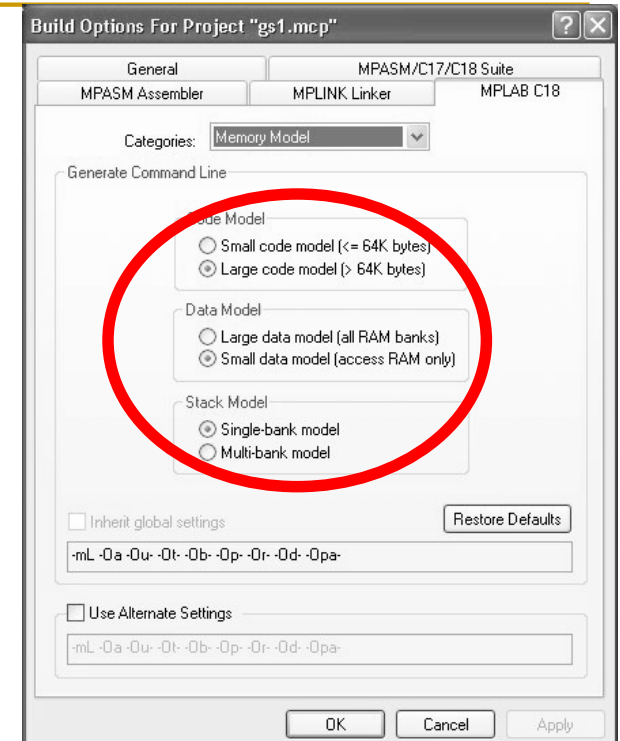 Build Options For Project "gs1.mcp"
General
MPASM/C17/C18 Suite
MPASM Assembler
MPLINK Linker
MPLAB C18
Categories:
Memory Model
Generate Command Line
Code Model
Small code model (<= 64K bytes)
Large code model (> 64K bytes)
Data Model
Large data model (all RAM banks)
Small data model (access RAM only)
Stack Model
Single-bank model
Multi-bank model
Inherit global settings
Restore Defaults
-mL -Oa -Ou- -Ot- -Ob- -Op- -Or- -Od- -Opa-
Use Alternate Settings
-mL -Oa -Ou- -Ot- -Ob- -Op- -Or- -Od- -Opa-
OK
Cancel
Apply